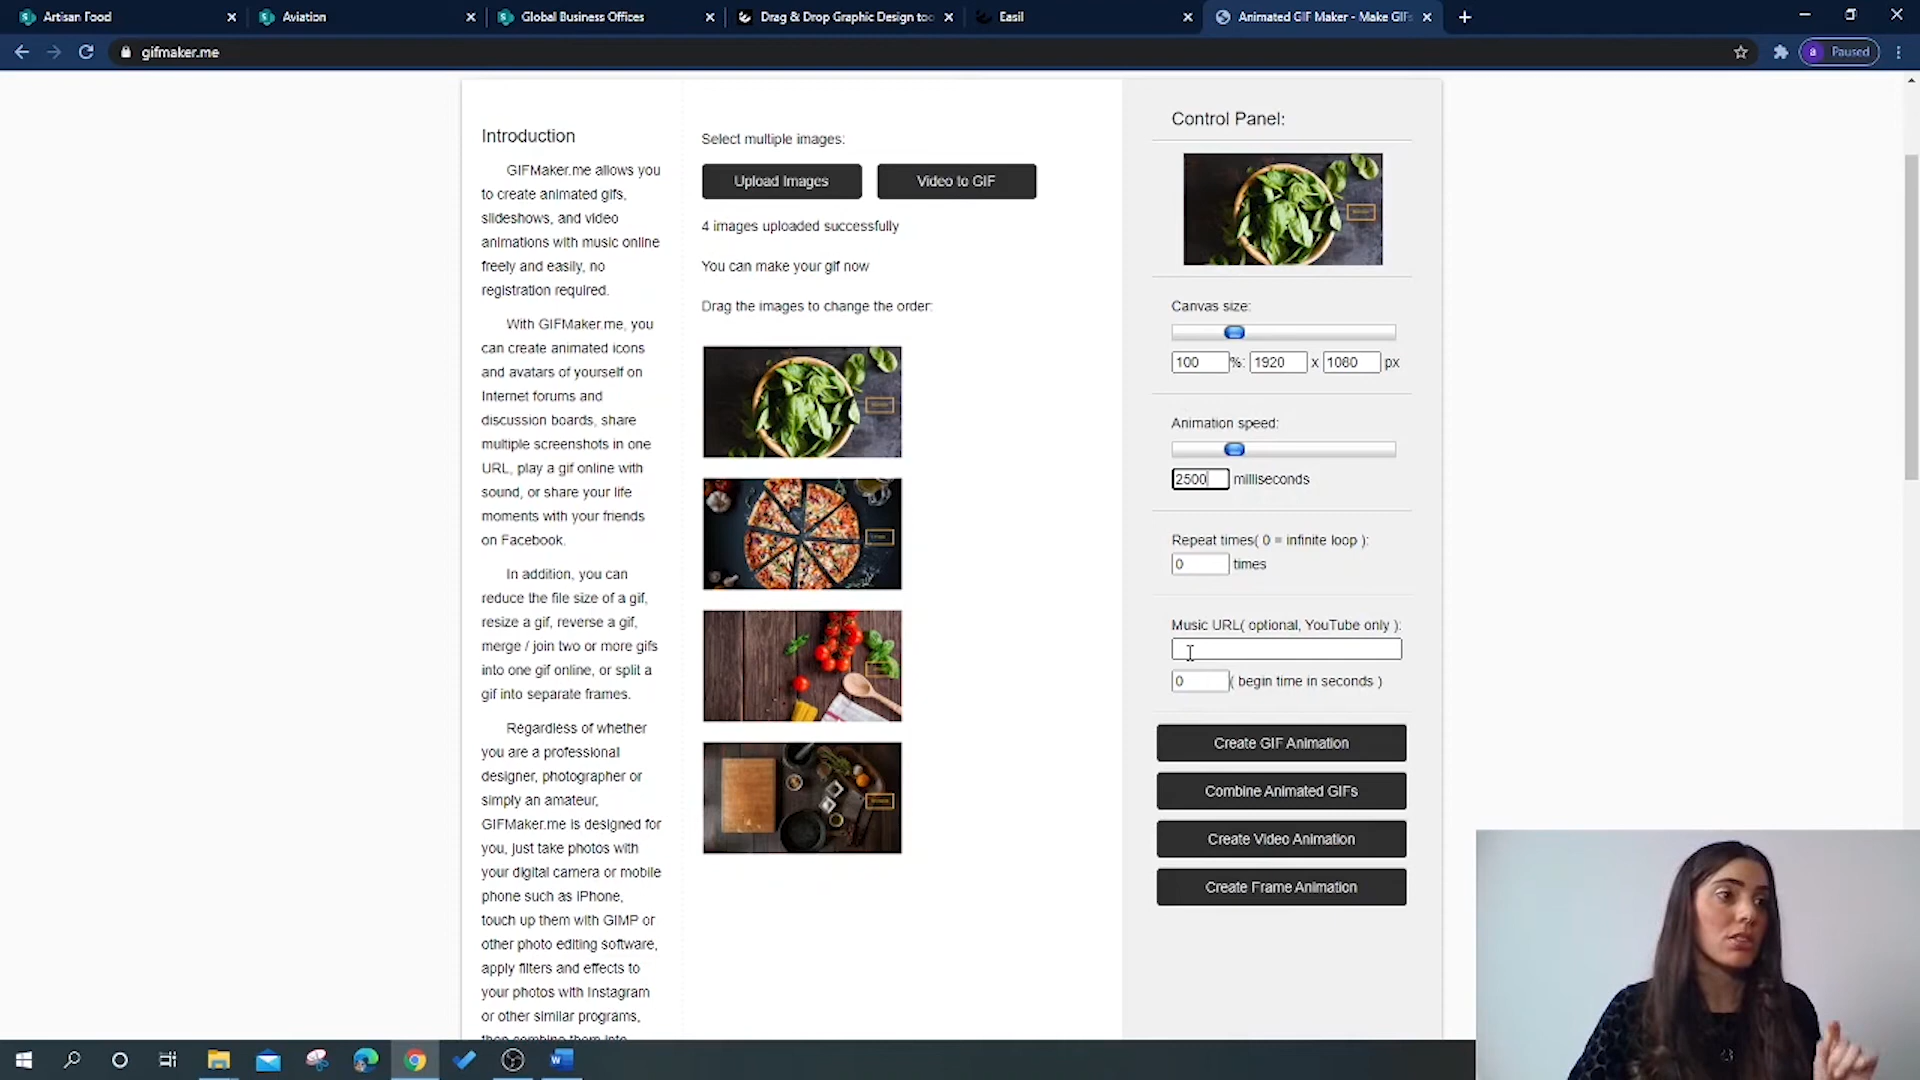 Artisan Food
Aviation
Global Business Offices
Drag & Drop Graphic Design too
Easil
Animated GIF Maker - Make GIFs
gifmaker.me
Paused
Introduction
GIFMaker.me allows you
to create animated gifs,
slideshows, and video
animations with music online
freely and easily, no
registration required.
With GIFMaker.me, you
can create animated icons
and avatars of yourself on
Internet forums and
discussion boards, share
multiple screenshots in one
URL, play a gif online with
sound, or share your life
moments with your friends
on Facebook.
In addition, you can
reduce the file size of a gif,
resize a gif, reverse a gif,
merge / join two or more gifs
into one gif online, or split a
gif into separate frames.
Regardless of whether
you are a professional
designer, photographer or
simply an amateur,
GIFMaker.me is designed for
you, just take photos with
your digital camera or mobile
phone such as iPhone,
touch up them with GIMP or
other photo editing software,
apply filters and effects to
your photos with Instagram
or other similar programs,
then combine them into
Select multiple images:
Upload Images
Video to GIF
4 images uploaded successfully
You can make your gif now
Drag the images to change the order:
Control Panel:
Canvas size:
100 %: 1920 x 1080 px
Animation speed:
2500 milliseconds
Repeat times( 0 = infinite loop ):
0 times
Music URL( optional, YouTube only ):
0 ( begin time in seconds )
Create GIF Animation
Combine Animated GIFs
Create Video Animation
Create Frame Animation